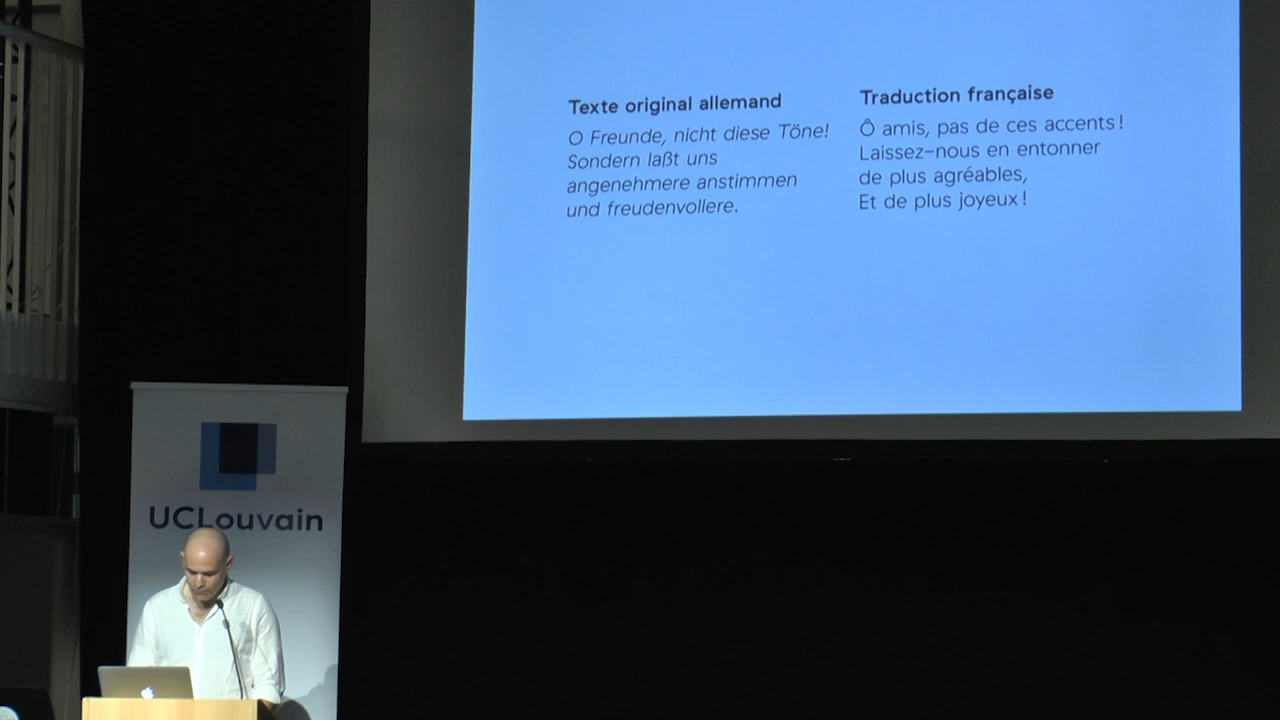 Texte original allemand
O Freunde, nicht diese Töne!
Sondern laßt uns
angenehmere anstimmen
und freudenvollere.
Traduction française
Ô amis, pas de ces accents !
Laissez-nous en entonner
de plus agréables,
Et de plus joyeux !
UCLouvain